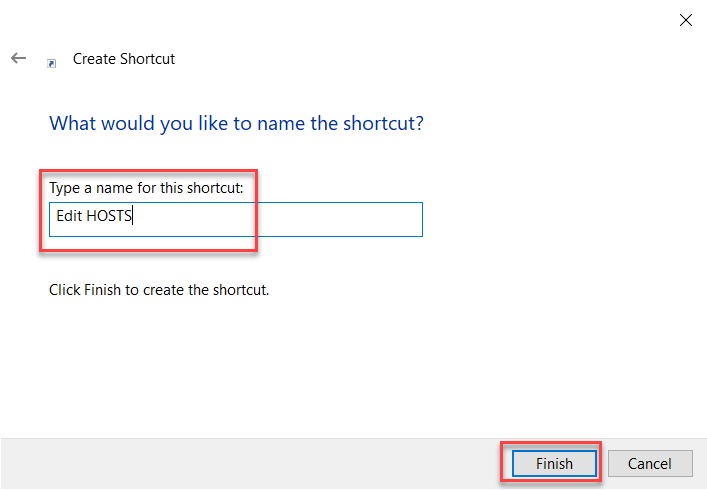 Create Shortcut
What would you like to name the shortcut?
Type a name for this shortcut:
Edit HOSTS
Click Finish to create the shortcut.
Finish
Cancel